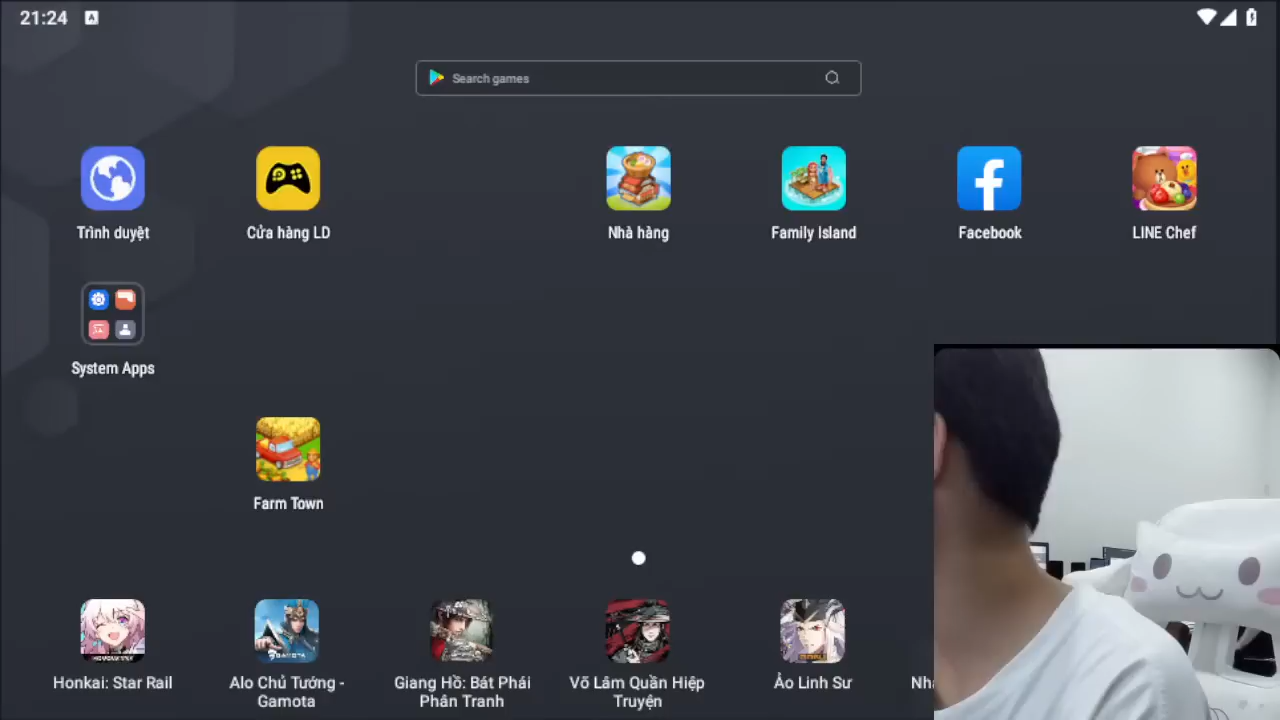 21:24
Search games
Trình duyệt
Cửa hàng LD
Nhà hàng
Family Island
Facebook
LINE Chef
System Apps
Farm Town
Honkai: Star Rail
Alo Chủ Tướng -
Gamota
Giang Hồ: Bát Phái
Phân Tranh
Võ Lâm Quần Hiệp
Truyện
Ảo Linh Sư
Nh